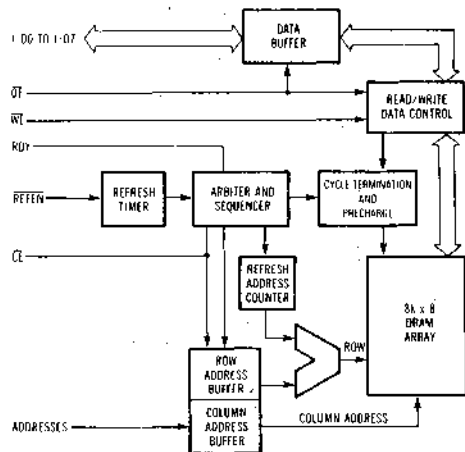 I/O0 TO I/O7
DATA
BUFFER
OE
READ/WRITE
DATA CONTROL
WE
RDY
REFEN
REFRESH
TIMER
ARBITER AND
SEQUENCER
CYCLE TERMINATION
AND
PRECHARGE
CE
REFRESH
ADDRESS
COUNTER
8k x 8
DRAM
ARRAY
ROW
ROW
ADDRESS
BUFFER
COLUMN
ADDRESS
BUFFER
COLUMN ADDRESS
ADDRESSES